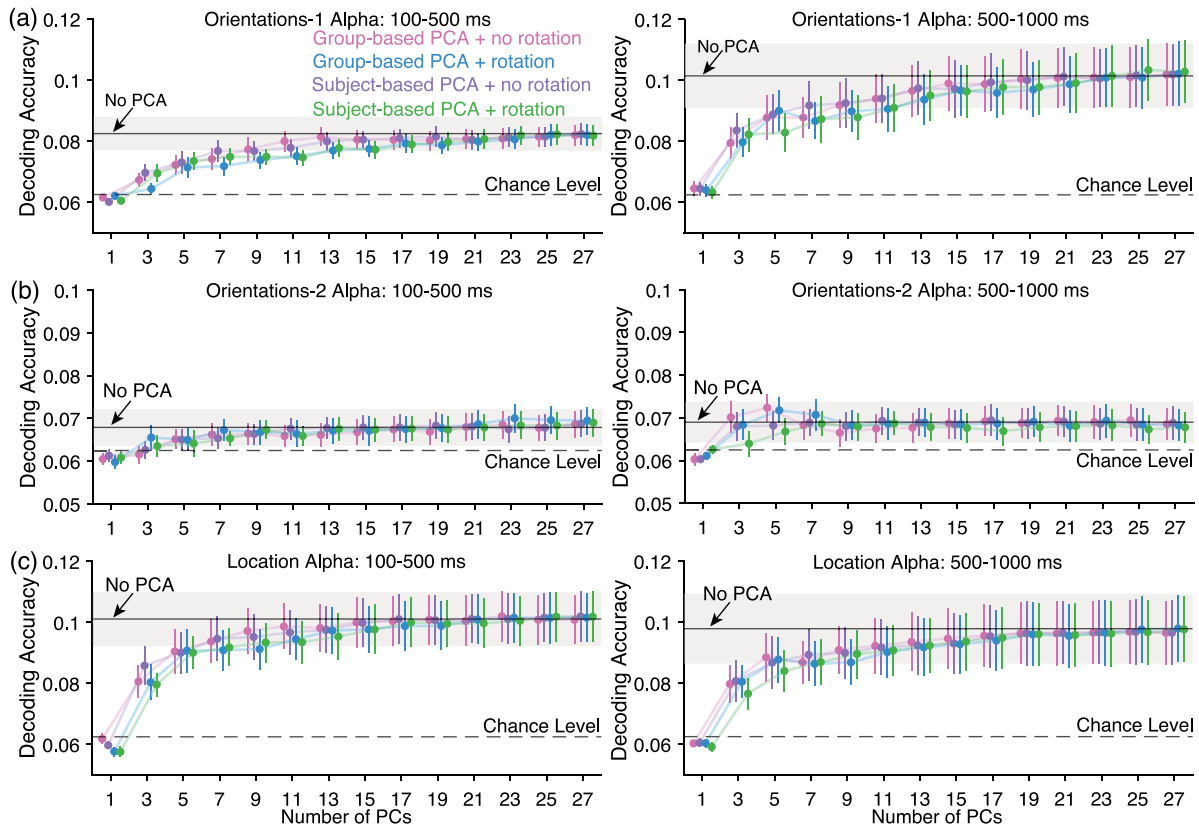 (a)
Orientations-1 Alpha: 100-500 ms
Group-based PCA + no rotation
Group-based PCA + rotation
Subject-based PCA + no rotation
Subject-based PCA + rotation
No PCA
Chance Level
Decoding Accuracy
0.12
0.1
0.08
0.06
1 3 5 7 9 11 13 15 17 19 21 23 25 27
Orientations-1 Alpha: 500-1000 ms
No PCA
Chance Level
Decoding Accuracy
0.12
0.1
0.08
0.06
1 3 5 7 9 11 13 15 17 19 21 23 25 27
(b)
Orientations-2 Alpha: 100-500 ms
No PCA
Chance Level
Decoding Accuracy
0.1
0.09
0.08
0.07
0.06
0.05
1 3 5 7 9 11 13 15 17 19 21 23 25 27
Orientations-2 Alpha: 500-1000 ms
No PCA
Chance Level
Decoding Accuracy
0.1
0.09
0.08
0.07
0.06
0.05
1 3 5 7 9 11 13 15 17 19 21 23 25 27
(c)
Location Alpha: 100-500 ms
No PCA
Chance Level
Decoding Accuracy
0.12
0.1
0.08
0.06
1 3 5 7 9 11 13 15 17 19 21 23 25 27
Number of PCs
Location Alpha: 500-1000 ms
No PCA
Chance Level
Decoding Accuracy
0.12
0.1
0.08
0.06
1 3 5 7 9 11 13 15 17 19 21 23 25 27
Number of PCs